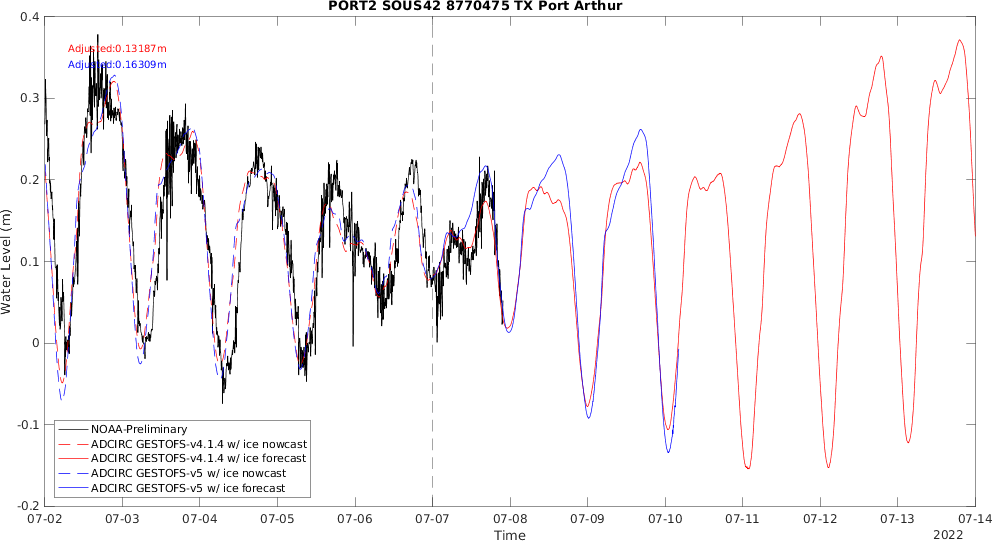 PORT2 SOUS42 8770475 TX Port Arthur
0.4
Adjusted:0.13187m
Adjusted:0.16309m
0.3
0.2
0.1
0
-0.1
-0.2
Water Level (m)
NOAA-Preliminary
ADCIRC GESTOFS-v4.1.4 w/ ice nowcast
ADCIRC GESTOFS-v4.1.4 w/ ice forecast
ADCIRC GESTOFS-v5 w/ ice nowcast
ADCIRC GESTOFS-v5 w/ ice forecast
07-02 07-03 07-04 07-05 07-06 07-07 07-08 07-09 07-10 07-11 07-12 07-13 07-14
Time
2022